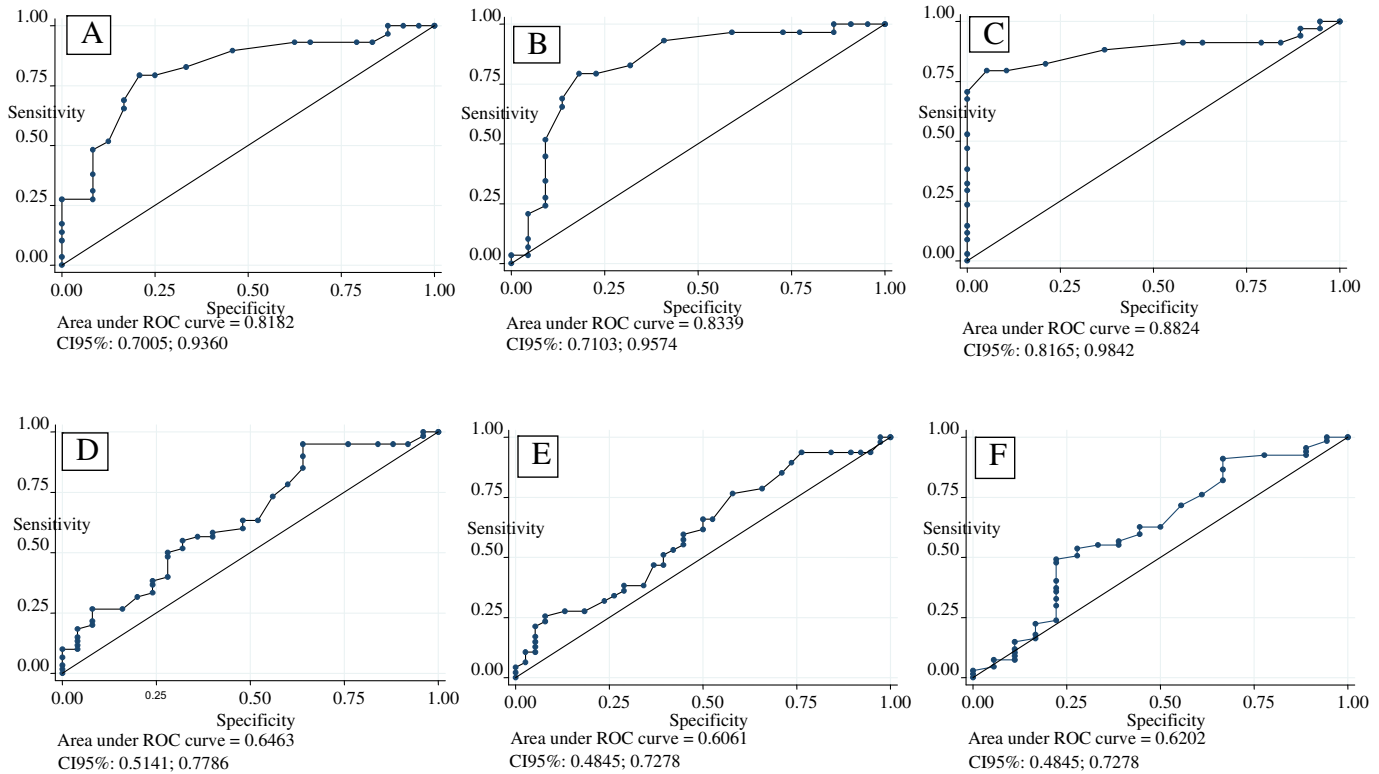 A
1.00
0.75
Sensitivity
0.50
0.25
0.00
0.00 0.25 0.50 0.75 1.00
Specificity
Area under ROC curve = 0.8182
CI95%: 0.7005; 0.9360
B
1.00
0.75
Sensitivity
0.50
0.25
0.00
0.00 0.25 0.50 0.75 1.00
Specificity
Area under ROC curve = 0.8339
CI95%: 0.7103; 0.9574
C
1.00
0.75
Sensitivity
0.50
0.25
0.00
0.00 0.25 0.50 0.75 1.00
Specificity
Area under ROC curve = 0.8824
CI95%: 0.8165; 0.9842
D
1.00
0.75
Sensitivity
0.50
0.25
0.00
0.00 0.25 0.50 0.75 1.00
Specificity
Area under ROC curve = 0.6463
CI95%: 0.5141; 0.7786
E
1.00
0.75
Sensitivity
0.50
0.25
0.00
0.00 0.25 0.50 0.75 1.00
Specificity
Area under ROC curve = 0.6061
CI95%: 0.4845; 0.7278
F
1.00
0.75
Sensitivity
0.50
0.25
0.00
0.00 0.25 0.50 0.75 1.00
Specificity
Area under ROC curve = 0.6202
CI95%: 0.4845; 0.7278